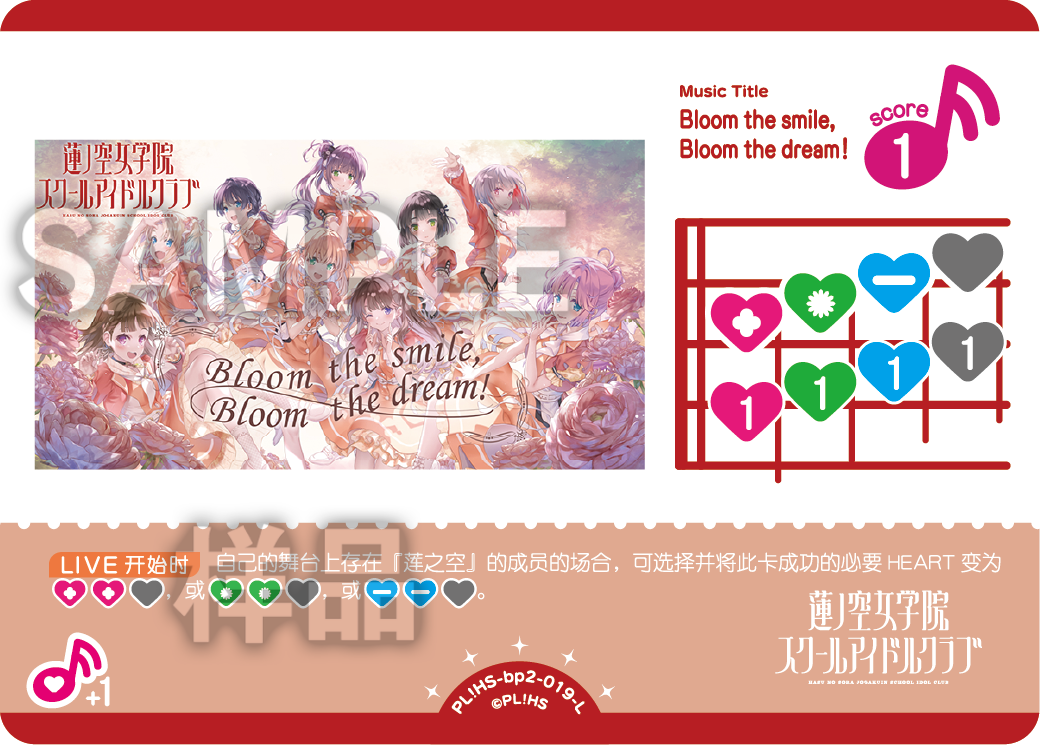 Music Title
Bloom the smile,
Bloom the dream!
score
1
蓮ノ空女学院
スクールアイドルクラブ
HASU NO SORA JOGAKUIN SCHOOL IDOL CLUB
SAMPLE
Bloom the smile,
Bloom the dream!
1
1
1
1
LIVE 开始时 自己的舞台上存在『莲之空』的成员的场合，可选择并将此卡成功的必要 HEART 变为
，或，或。
样品
蓮ノ空女学院
スクールアイドルクラブ
HASU NO SORA JOGAKUIN SCHOOL IDOL CLUB
+1
PL!HS-bp2-019-L
©PL!HS